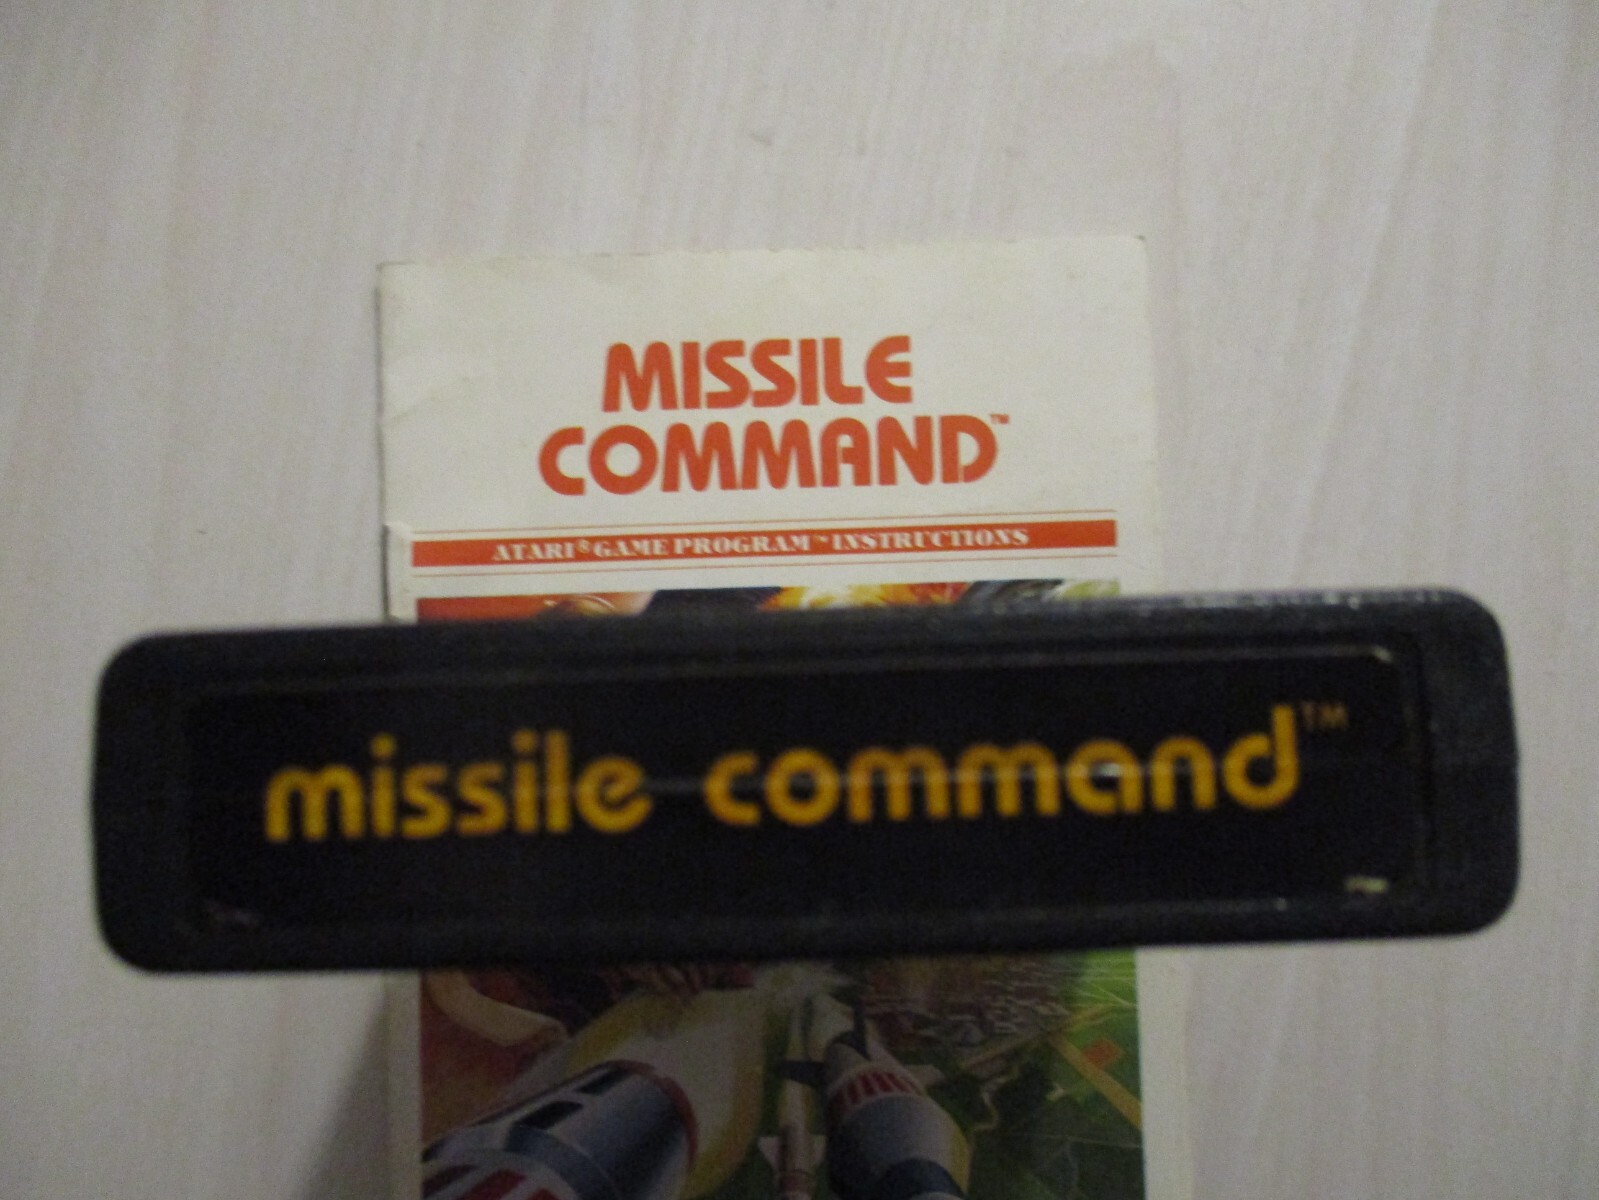 MISSILE
COMMAND™
ATARI® GAME PROGRAM™ INSTRUCTIONS
missile command™